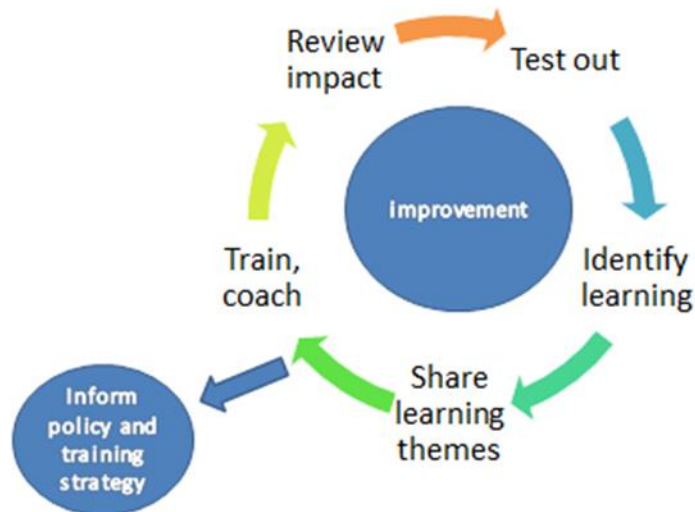 Review
impact
Test out
improvement
Identify
learning
Share
learning
themes
Train,
coach
Inform
policy and
training
strategy